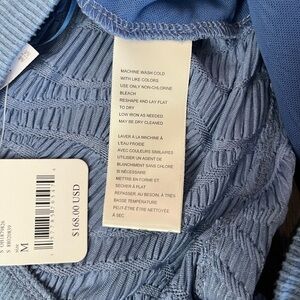 MACHINE WASH COLD
WITH LIKE COLORS
USE ONLY NON-CHLORINE
BLEACH
RESHAPE AND LAY FLAT
TO DRY
LOW IRON AS NEEDED
MAY BE DRY CLEANED
LAVER À LA MACHINE À
L'EAU FROIDE
AVEC COULEURS SIMILAIRES
UTILISER UN AGENT DE
BLANCHIMENT SANS CHLORE
SI NÉCESSAIRE
METTRE EN FORME ET
SÉCHER À PLAT
REPASSER, AU BESOIN, À TRÈS
BASSE TEMPÉRATURE
PEUT-ÊTRE ÊTRE NETTOYÉE
À SEC
size
M
$168.00 USD